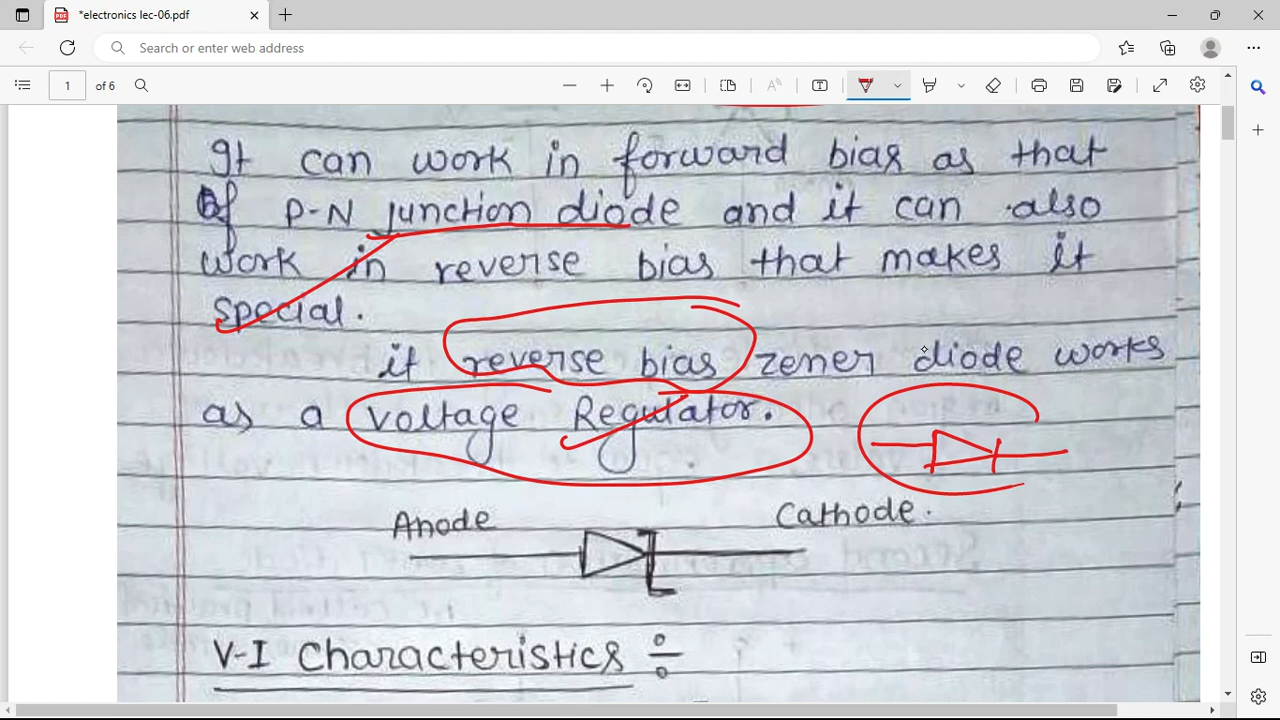 *electronics lec-06.pdf
Search or enter web address
1 of 6
It can work in forward bias as that
Of P-N junction diode and it can also
work in reverse bias that makes it
special.
it reverse bias zener diode works
as a voltage Regulator.
Anode Cathode.
V-I Characteristics ÷